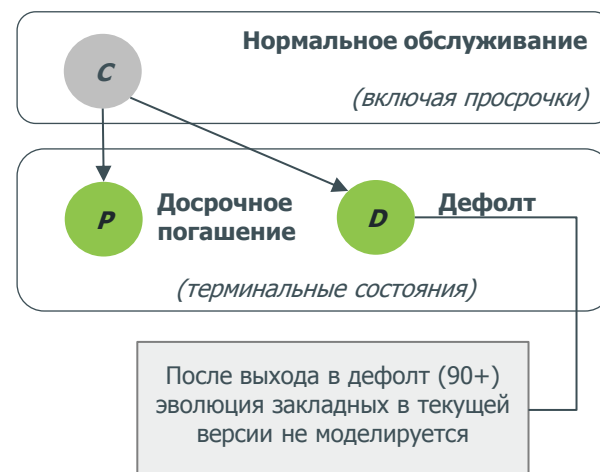 Нормальное обслуживание
C
(включая просрочки)
P
Досрочное
погашение
D
Дефолт
(терминальные состояния)
После выхода в дефолт (90+)
эволюция закладных в текущей
версии не моделируется